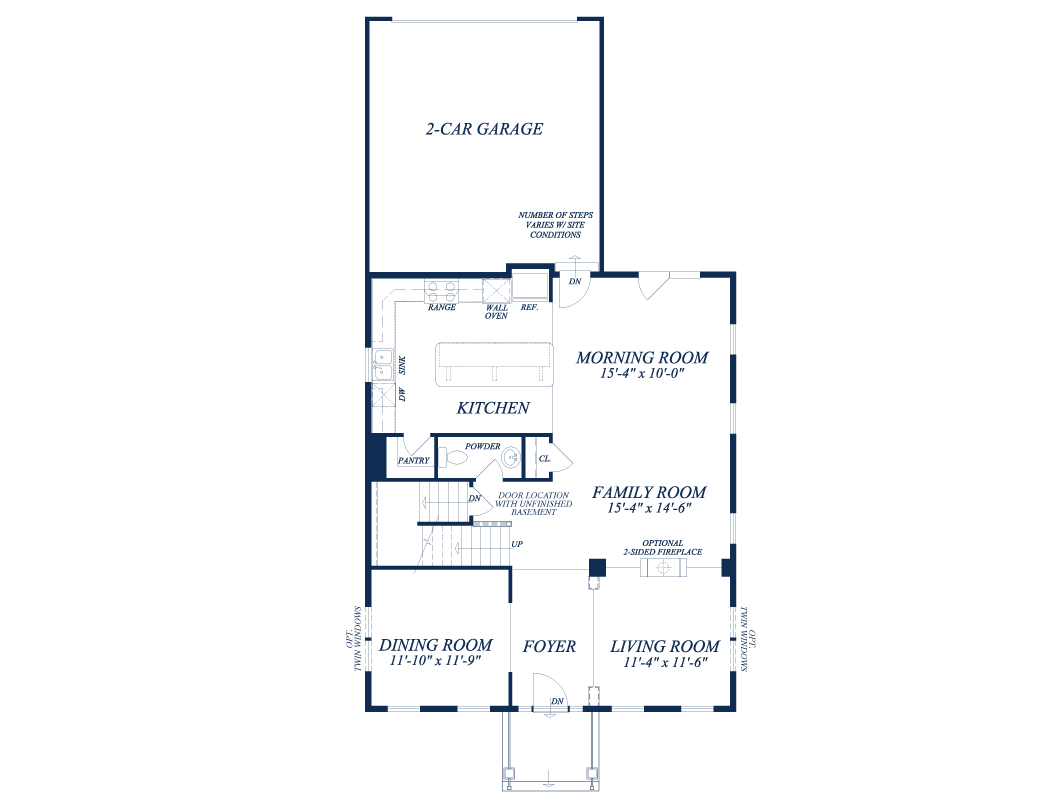 2-CAR GARAGE
NUMBER OF STEPS
VARIES W/ SITE
CONDITIONS
DN
RANGE
WALL
OVEN
REF.
SINK
DW
MORNING ROOM
15'-4" x 10'-0"
KITCHEN
PANTRY
POWDER
CL.
DN
DOOR LOCATION
WITH UNFINISHED
BASEMENT
FAMILY ROOM
15'-4" x 14'-6"
UP
OPTIONAL
2-SIDED FIREPLACE
OPT.
TWIN WINDOWS
DINING ROOM
11'-10" x 11'-9"
FOYER
LIVING ROOM
11'-4" x 11'-6"
OPT.
TWIN WINDOWS
DN